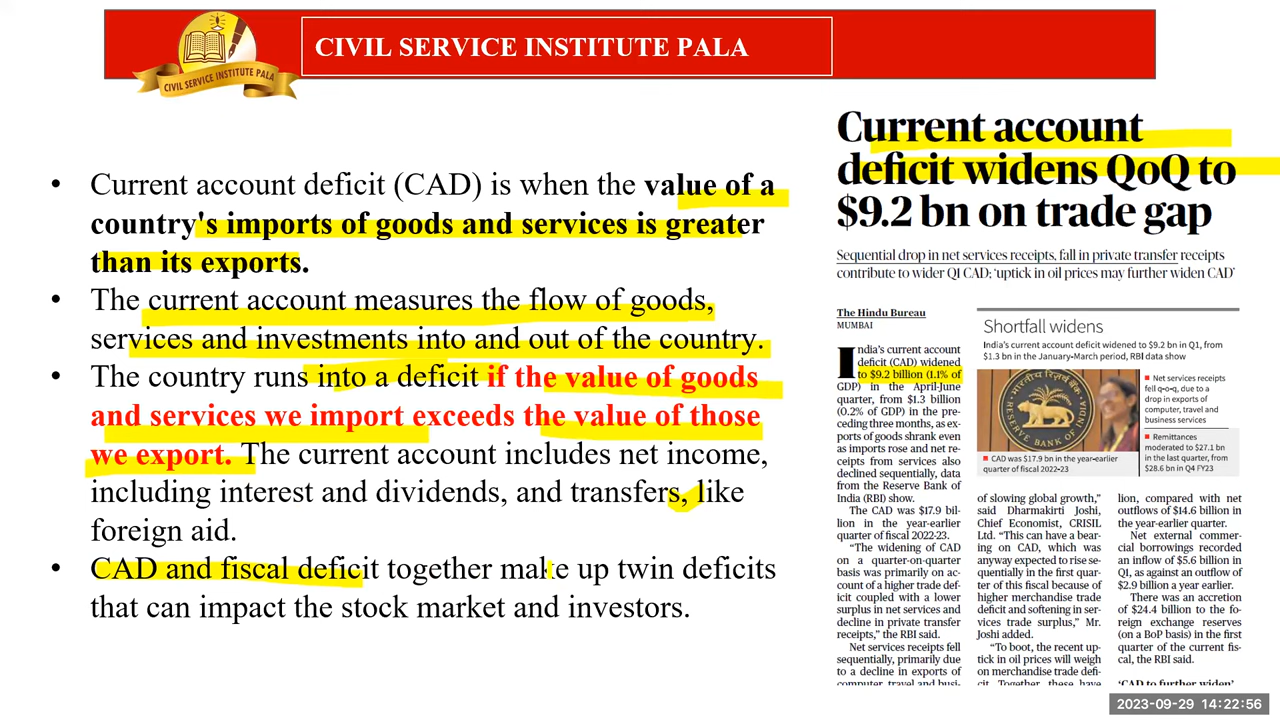 CIVIL SERVICE INSTITUTE PALA
CIVIL SERVICE INSTITUTE PALA
• Current account deficit (CAD) is when the value of a
country's imports of goods and services is greater
than its exports.
• The current account measures the flow of goods,
services and investments into and out of the country.
• The country runs into a deficit if the value of goods
and services we import exceeds the value of those
we export. The current account includes net income,
including interest and dividends, and transfers, like
foreign aid.
• CAD and fiscal deficit together make up twin deficits
that can impact the stock market and investors.
Current account
deficit widens QoQ to
$9.2 bn on trade gap
Sequential drop in net services receipts, fall in private transfer receipts
contribute to wider Q1 CAD; 'uptick in oil prices may further widen CAD'
The Hindu Bureau
MUMBAI
India's current account
deficit (CAD) widened
to $9.2 billion (1.1% of
GDP) in the April-June
quarter, from $1.3 billion
(0.2% of GDP) in the pre-
ceding three months, as ex-
ports of goods shrank even
as imports rose and net re-
ceipts from services also
declined sequentially, data
from the Reserve Bank of
India (RBI) show.
The CAD was $17.9 bil-
lion in the year-earlier
quarter of fiscal 2022-23.
"The widening of CAD
on a quarter-on-quarter
basis was primarily on ac-
count of a higher trade def-
icit coupled with a lower
surplus in net services and
decline in private transfer
receipts," the RBI said.
Net services receipts fell
sequentially, primarily due
to a decline in exports of
computer, travel and busi-
Shortfall widens
India's current account deficit widened to $9.2 bn in Q1, from
$1.3 bn in the January-March period, RBI data show
RESERVE BANK OF INDIA
■ CAD was $17.9 bn in the year-earlier
quarter of fiscal 2022-23
■ Net services receipts
fell q-o-q, due to a
drop in exports of
computer, travel and
business services
■ Remittances
moderated to $27.1 bn
in the last quarter, from
$28.6 bn in Q4 FY23
of slowing global growth,"
said Dharmakirti Joshi,
Chief Economist, CRISIL
Ltd. "This can have a bear-
ing on CAD, which was
anyway expected to rise se-
quentially in the first quar-
ter of this fiscal because of
higher merchandise trade
deficit and softening in ser-
vices trade surplus," Mr.
Joshi added.
"To boot, the recent up-
tick in oil prices will weigh
on merchandise trade defi-
cit. Together, these have
lion, compared with net
outflows of $14.6 billion in
the year-earlier quarter.
Net external commer-
cial borrowings recorded
an inflow of $5.6 billion in
Q1, as against an outflow of
$2.9 billion a year earlier.
There was an accretion
of $24.4 billion to the fo-
reign exchange reserves
(on a BoP basis) in the first
quarter of the current fis-
cal, the RBI said.
'CAD to further widen'
2023-09-29 14:22:56